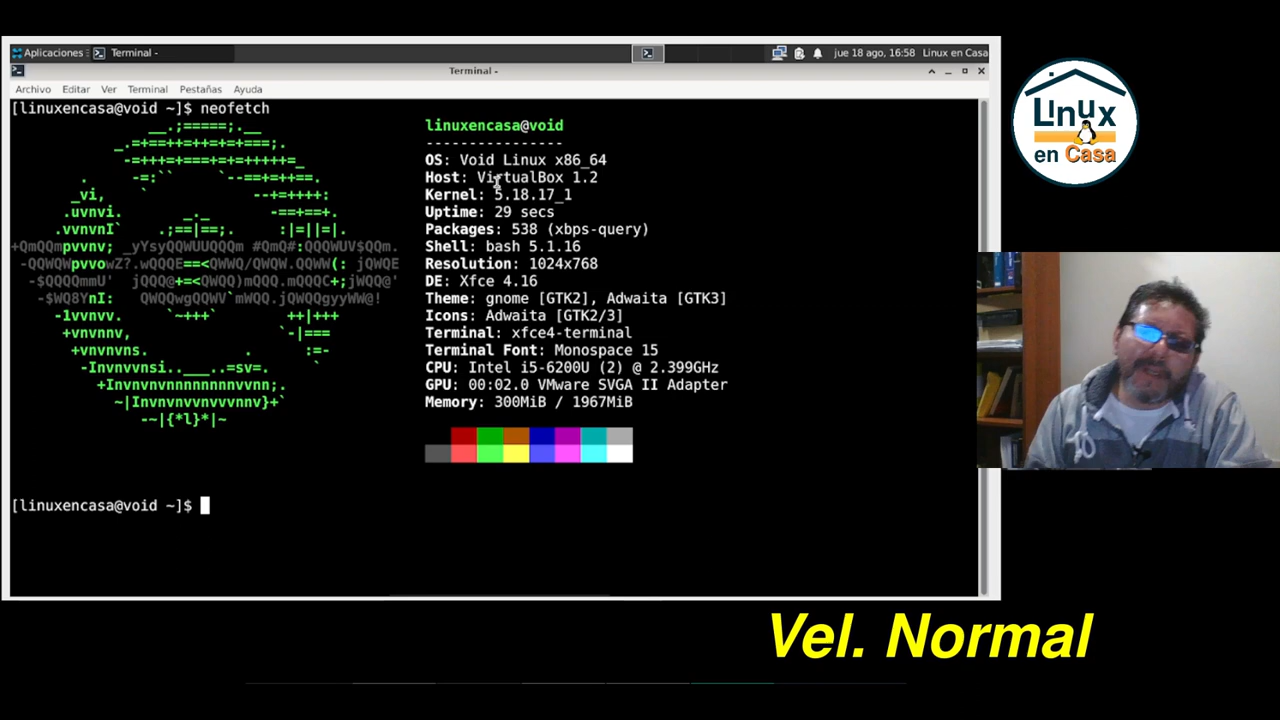 Aplicaciones
Terminal -
jue 18 ago, 16:58
Linux en Casa
Terminal -
Archivo Editar Ver Terminal Pestañas Ayuda
[linuxencasa@void ~]$ neofetch
linuxencasa@void
----------------
OS: Void Linux x86_64
Host: VirtualBox 1.2
Kernel: 5.18.17_1
Uptime: 29 secs
Packages: 538 (xbps-query)
Shell: bash 5.1.16
Resolution: 1024x768
DE: Xfce 4.16
Theme: gnome [GTK2], Adwaita [GTK3]
Icons: Adwaita [GTK2/3]
Terminal: xfce4-terminal
Terminal Font: Monospace 15
CPU: Intel i5-6200U (2) @ 2.399GHz
GPU: 00:02.0 VMware SVGA II Adapter
Memory: 300MiB / 1967MiB
[linuxencasa@void ~]$
Linux
en Casa
Vel. Normal